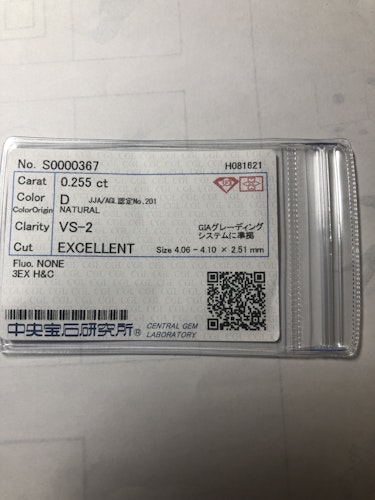 No. S0000367 H081621
Carat 0.255 ct
Color D JJA/AGL認定No.201
ColorOrigin NATURAL
Clarity VS-2 GIAグレーディング
システムに準拠
Cut EXCELLENT Size 4.06 - 4.10 × 2.51 mm
Fluo. NONE
3EX H&C
中央宝石研究所® CENTRAL GEM
LABORATORY.